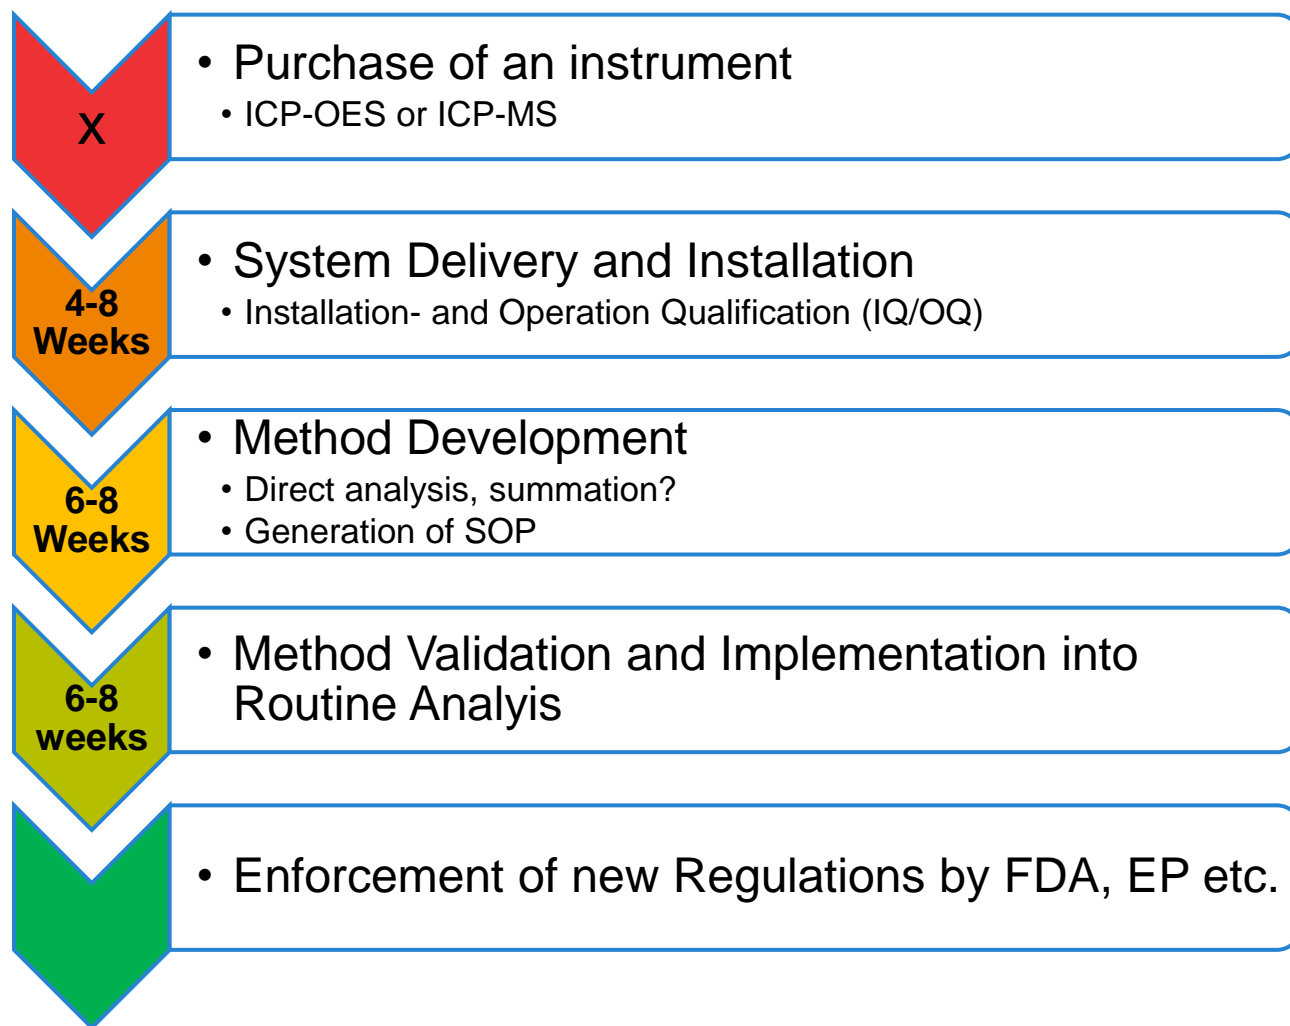 X
• Purchase of an instrument
• ICP-OES or ICP-MS
4-8
Weeks
• System Delivery and Installation
• Installation- and Operation Qualification (IQ/OQ)
6-8
Weeks
• Method Development
• Direct analysis, summation?
• Generation of SOP
6-8
weeks
• Method Validation and Implementation into
Routine Analyis
• Enforcement of new Regulations by FDA, EP etc.